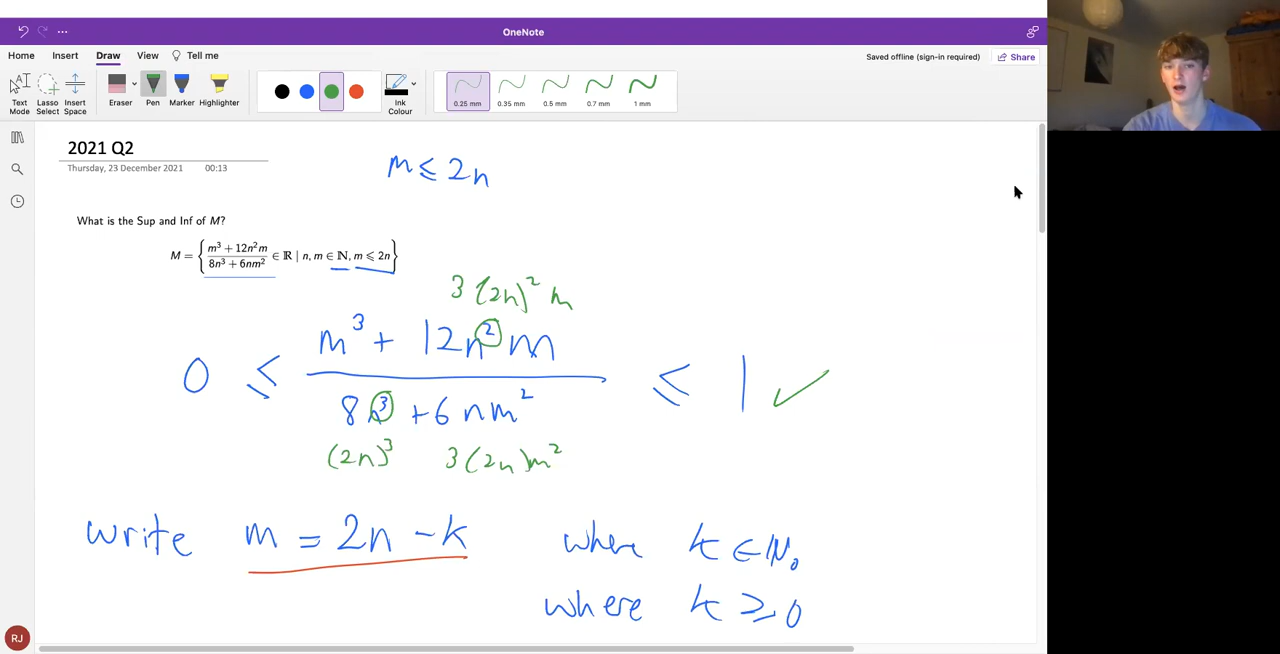 OneNote
Home Insert Draw View Tell me
Saved offline (sign-in required) Share
Text Mode
Lasso Select
Insert Space
Eraser
Pen
Marker
Highlighter
Ink Colour
0.25 mm
0.35 mm
0.5 mm
0.7 mm
1 mm
2021 Q2
Thursday, 23 December 2021 00:13
m ⩽ 2n
What is the Sup and Inf of M?
M = { (m³ + 12n²m) / (8n³ + 6nm²) ∈ ℝ | n, m ∈ ℕ, m ⩽ 2n }
3(2n)² m
0 ≤ (m³ + 12n²m) / (8n³ + 6nm²) ≤ 1 ✓
(2n)³ 3(2n)m²
write m = 2n - k where k ∈ ℕ₀
where k ≥ 0
RJ